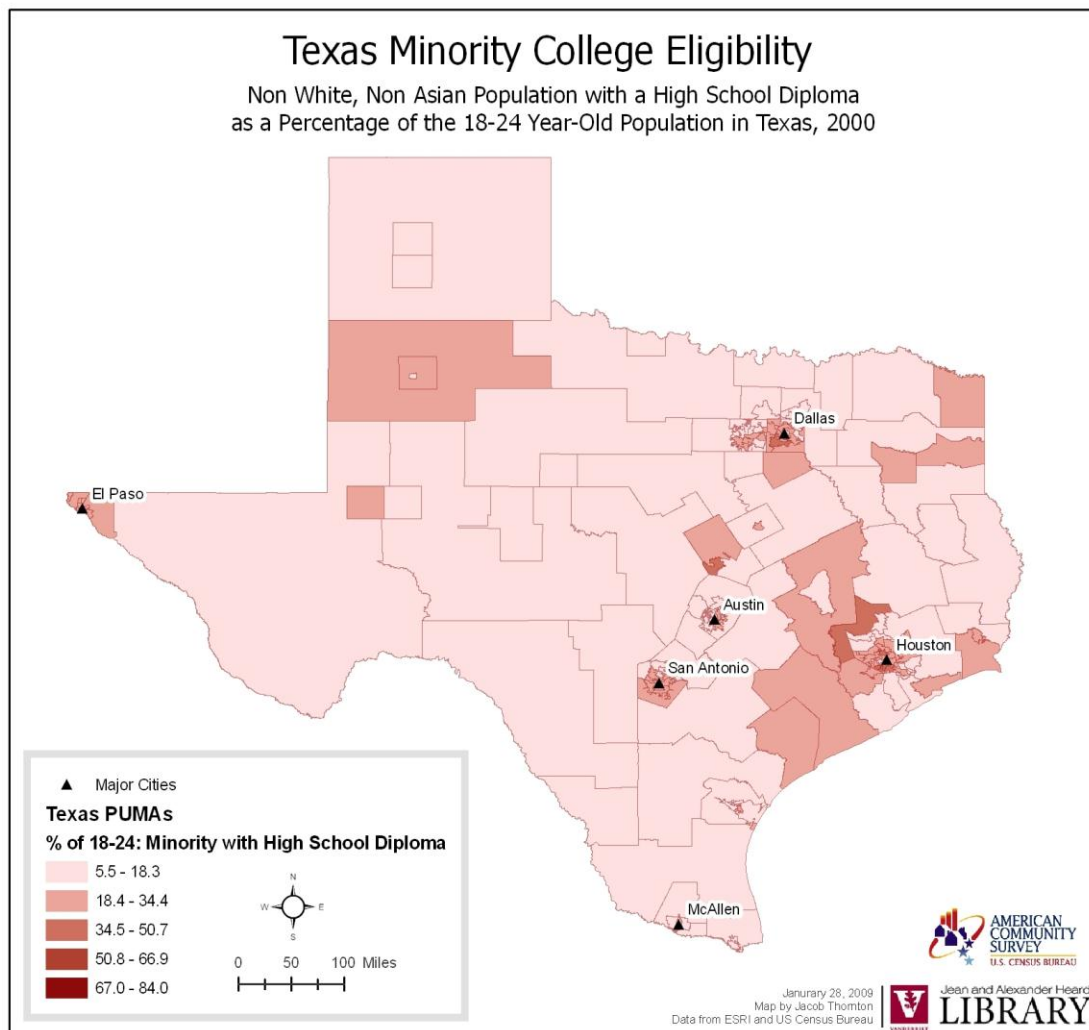 Texas Minority College Eligibility
Non White, Non Asian Population with a High School Diploma
as a Percentage of the 18-24 Year-Old Population in Texas, 2000
Dallas
El Paso
Austin
Houston
San Antonio
McAllen
▲ Major Cities
Texas PUMAs
% of 18-24: Minority with High School Diploma
5.5 - 18.3
18.4 - 34.4
34.5 - 50.7
50.8 - 66.9
67.0 - 84.0
N
W E
S
0 50 100 Miles
AMERICAN
COMMUNITY
SURVEY
U.S. CENSUS BUREAU
Janurary 28, 2009
Map by Jacob Thornton
Data from ESRI and US Census Bureau
V
VANDERBILT
Jean and Alexander Heard
LIBRARY